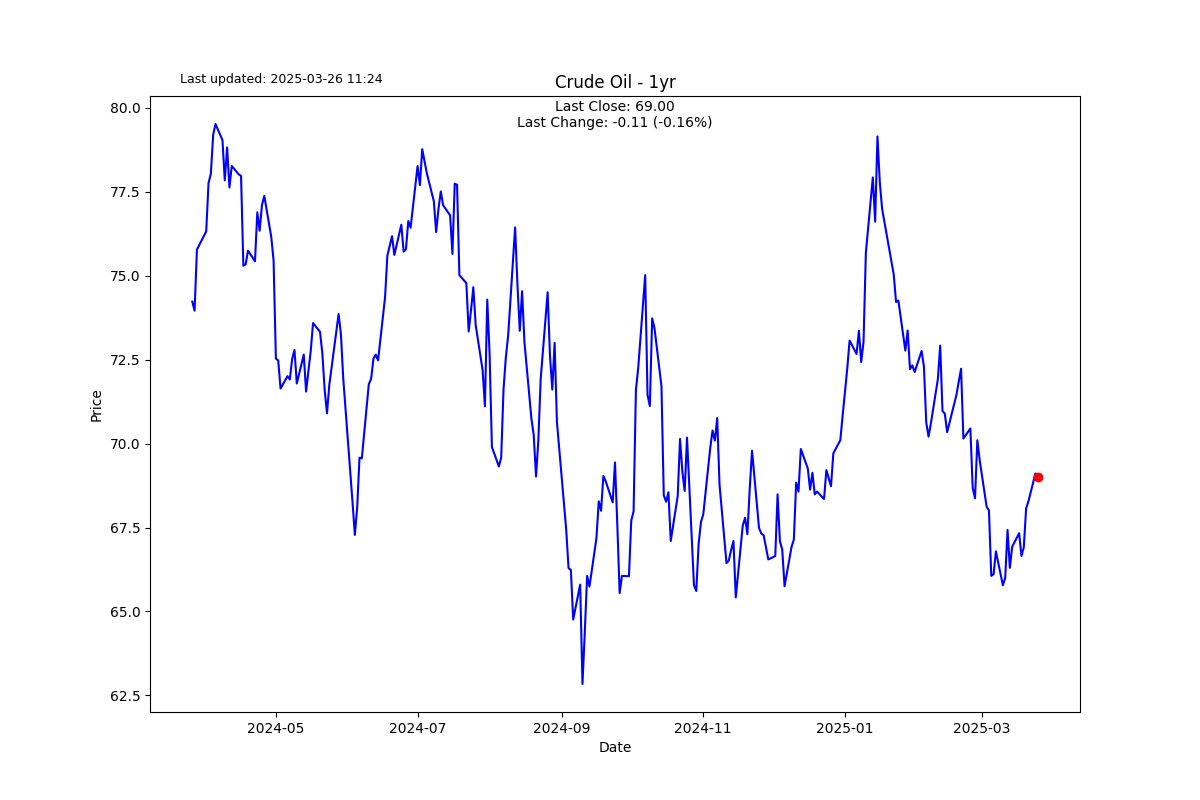 Last updated: 2025-03-26 11:24
Crude Oil - 1yr
Last Close: 69.00
Last Change: -0.11 (-0.16%)
80.0
77.5
75.0
72.5
70.0
67.5
65.0
62.5
Price
2024-05
2024-07
2024-09
2024-11
2025-01
2025-03
Date